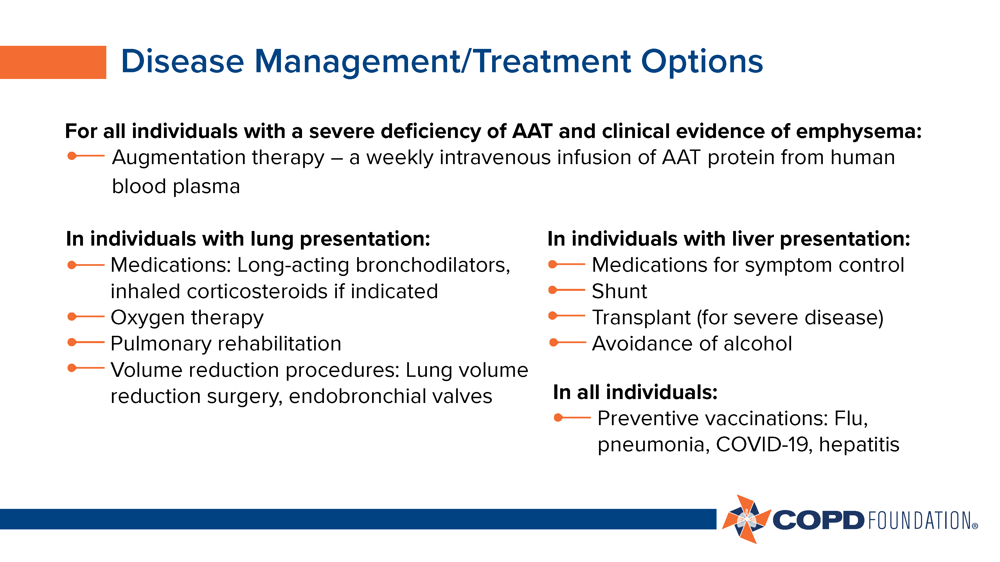 Disease Management/Treatment Options
For all individuals with a severe deficiency of AAT and clinical evidence of emphysema:
Augmentation therapy – a weekly intravenous infusion of AAT protein from human
blood plasma
In individuals with lung presentation:
Medications: Long-acting bronchodilators,
inhaled corticosteroids if indicated
Oxygen therapy
Pulmonary rehabilitation
Volume reduction procedures: Lung volume
reduction surgery, endobronchial valves
In individuals with liver presentation:
Medications for symptom control
Shunt
Transplant (for severe disease)
Avoidance of alcohol
In all individuals:
Preventive vaccinations: Flu,
pneumonia, COVID-19, hepatitis
COPD FOUNDATION®